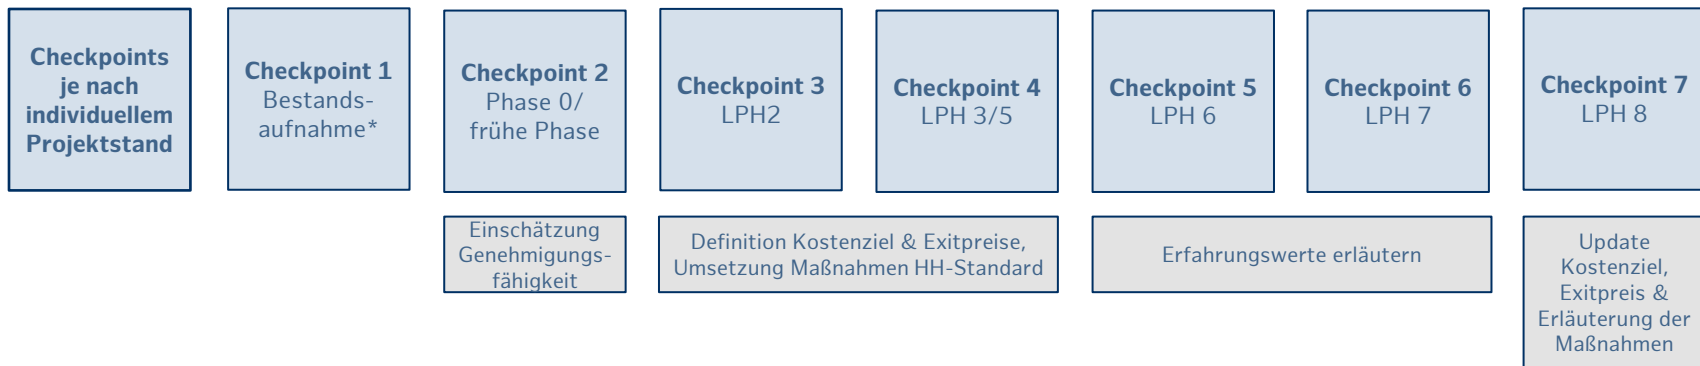 Checkpoints
je nach
individuellem
Projektstand
Checkpoint 1
Bestands-
aufnahme*
Checkpoint 2
Phase 0/
frühe Phase
Checkpoint 3
LPH2
Checkpoint 4
LPH 3/5
Checkpoint 5
LPH 6
Checkpoint 6
LPH 7
Checkpoint 7
LPH 8
Einschätzung
Genehmigungs-
fähigkeit
Definition Kostenziel & Exitpreise,
Umsetzung Maßnahmen HH-Standard
Erfahrungswerte erläutern
Update
Kostenziel,
Exitpreis &
Erläuterung der
Maßnahmen